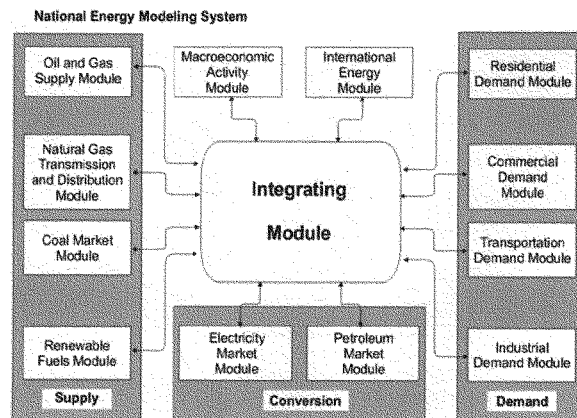 National Energy Modeling System
Oil and Gas
Supply Module
Natural Gas
Transmission
and Distribution
Module
Coal Market
Module
Renewable
Fuels Module
Supply
Macroeconomic
Activity
Module
International
Energy
Module
Integrating
Module
Electricity
Market
Module
Petroleum
Market
Module
Conversion
Residential
Demand Module
Commercial
Demand
Module
Transportation
Demand Module
Industrial
Demand Module
Demand